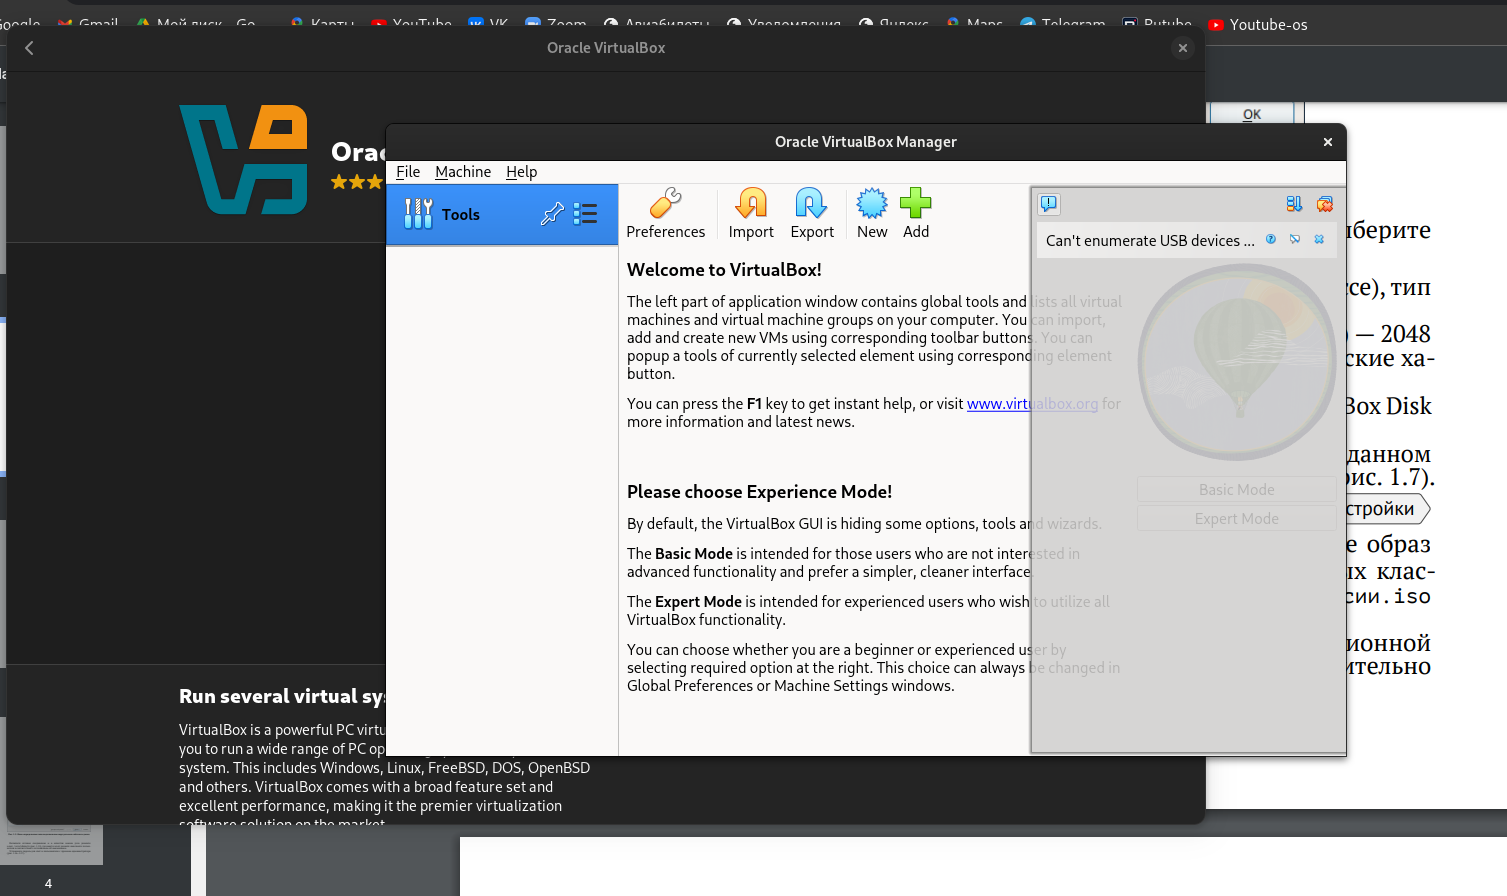 Gmail
Мой диск
Go
Карты
YouTube
VK
Zoom
Авиабилеты
Уведомления
Яндекс
Maps
Telegram
Rutube
Youtube-os
Oracle VirtualBox
OK
Orac
Oracle VirtualBox Manager
File Machine Help
Tools
Preferences Import Export New Add
Can't enumerate USB devices ...
Welcome to VirtualBox!
The left part of application window contains global tools and lists all virtual
machines and virtual machine groups on your computer. You can import,
add and create new VMs using corresponding toolbar buttons. You can
popup a tools of currently selected element using corresponding element
button.
You can press the F1 key to get instant help, or visit www.virtualbox.org for
more information and latest news.
Please choose Experience Mode!
By default, the VirtualBox GUI is hiding some options, tools and wizards.
The Basic Mode is intended for those users who are not interested in
advanced functionality and prefer a simpler, cleaner interface.
The Expert Mode is intended for experienced users who wish to utilize all
VirtualBox functionality.
You can choose whether you are a beginner or experienced user by
selecting required option at the right. This choice can always be changed in
Global Preferences or Machine Settings windows.
Basic Mode
Expert Mode
ыберите
ссе), тип
) — 2048
ские ха-
Box Disk
данном
рис. 1.7).
стройки
е образ
ых клас-
сии.iso
ионной
ительно
Run several virtual sys
VirtualBox is a powerful PC virtu
you to run a wide range of PC op
system. This includes Windows, Linux, FreeBSD, DOS, OpenBSD
and others. VirtualBox comes with a broad feature set and
excellent performance, making it the premier virtualization
software solution on the market
4